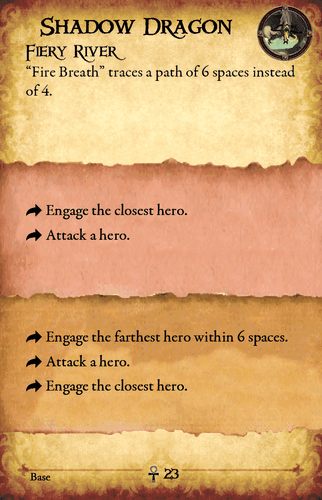 Shadow Dragon
Fiery River
“Fire Breath” traces a path of 6 spaces instead
of 4.
Engage the closest hero.
Attack a hero.
Engage the farthest hero within 6 spaces.
Attack a hero.
Engage the closest hero.
Base
23